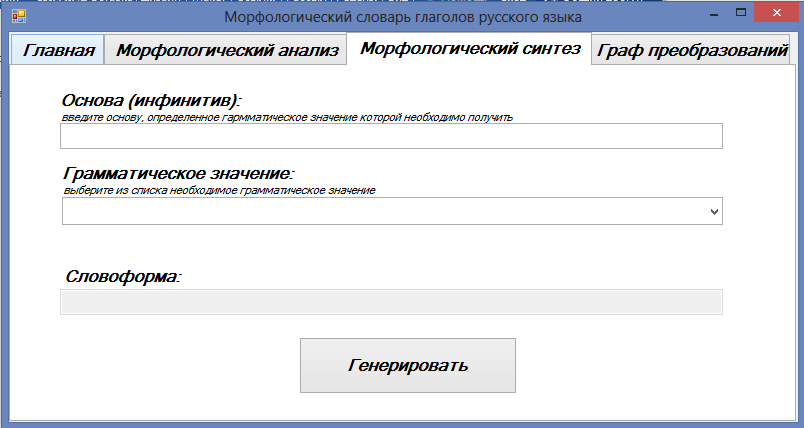 Морфологический словарь глаголов русского языка
Главная Морфологический анализ Морфологический синтез Граф преобразований
Основа (инфинитив):
введите основу, определенное гармматическое значение которой необходимо получить
Грамматическое значение:
выберите из списка необходимое грамматическое значение
Словоформа:
Генерировать